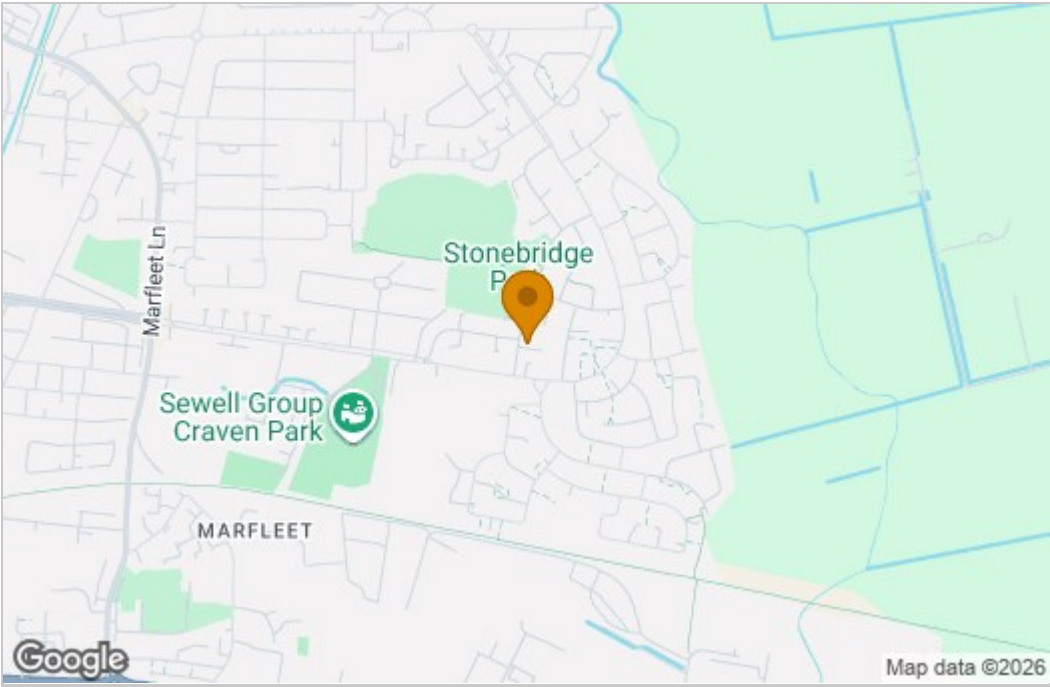 Stonebridge
P
Marfleet Ln
Sewell Group
Craven Park
MARFLEET
Google
Map data ©2026